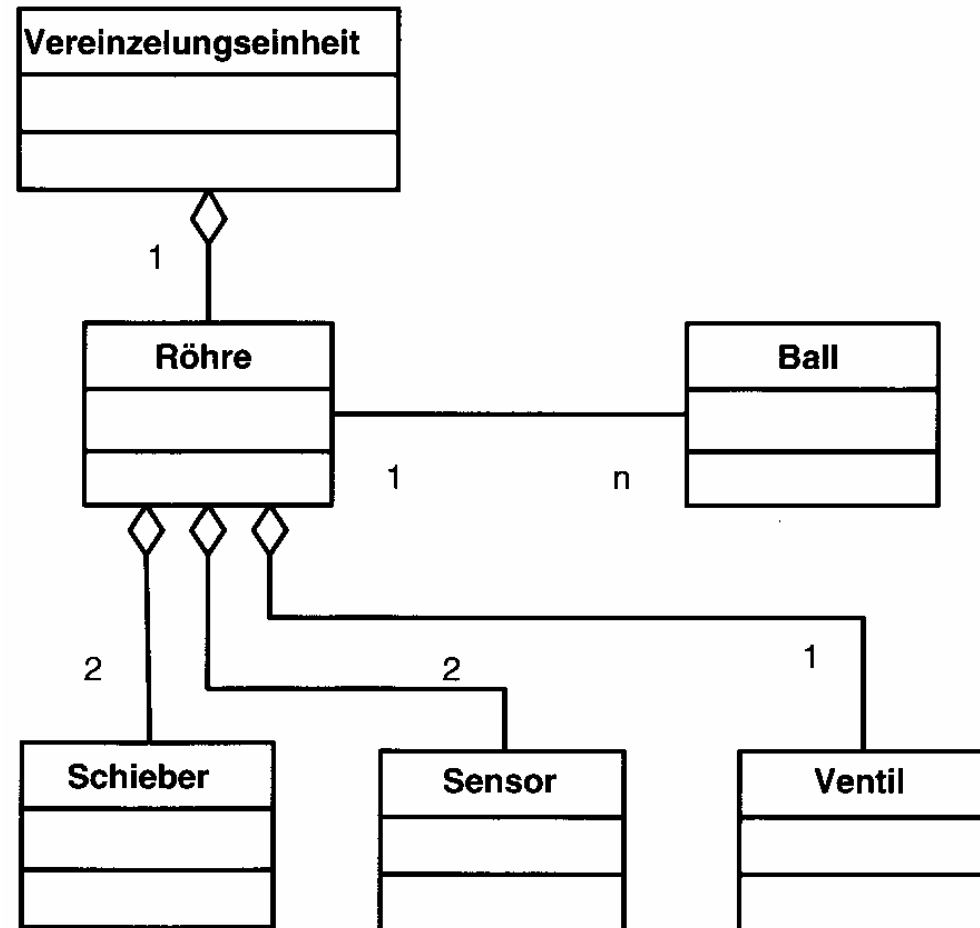 Vereinzelungseinheit
1
Röhre
Ball
1 n
2
2
1
Schieber
Sensor
Ventil